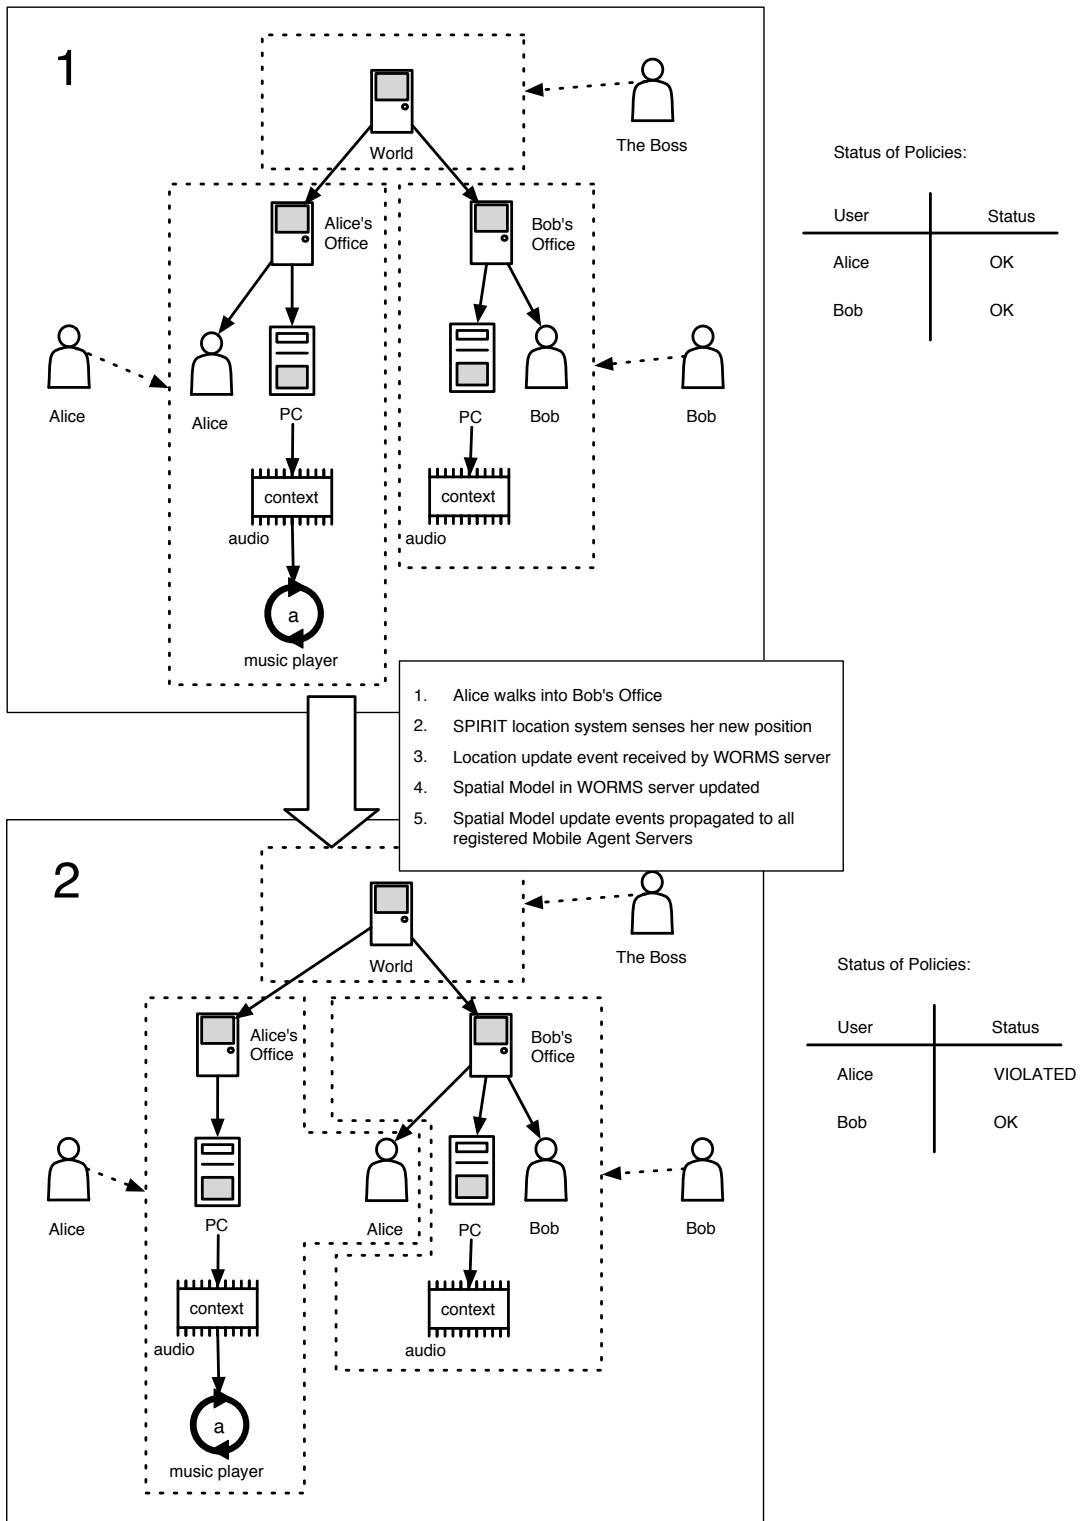 1
World
The Boss
Status of Policies:
User Status
Alice OK
Bob OK
Alice's
Office
Bob's
Office
Alice
Alice
PC
PC
Bob
Bob
context
audio
context
audio
a
music player
1. Alice walks into Bob's Office
2. SPIRIT location system senses her new position
3. Location update event received by WORMS server
4. Spatial Model in WORMS server updated
5. Spatial Model update events propagated to all
registered Mobile Agent Servers
2
World
The Boss
Status of Policies:
User Status
Alice VIOLATED
Bob OK
Alice's
Office
Bob's
Office
Alice
PC
Alice
PC
Bob
Bob
context
audio
context
audio
a
music player